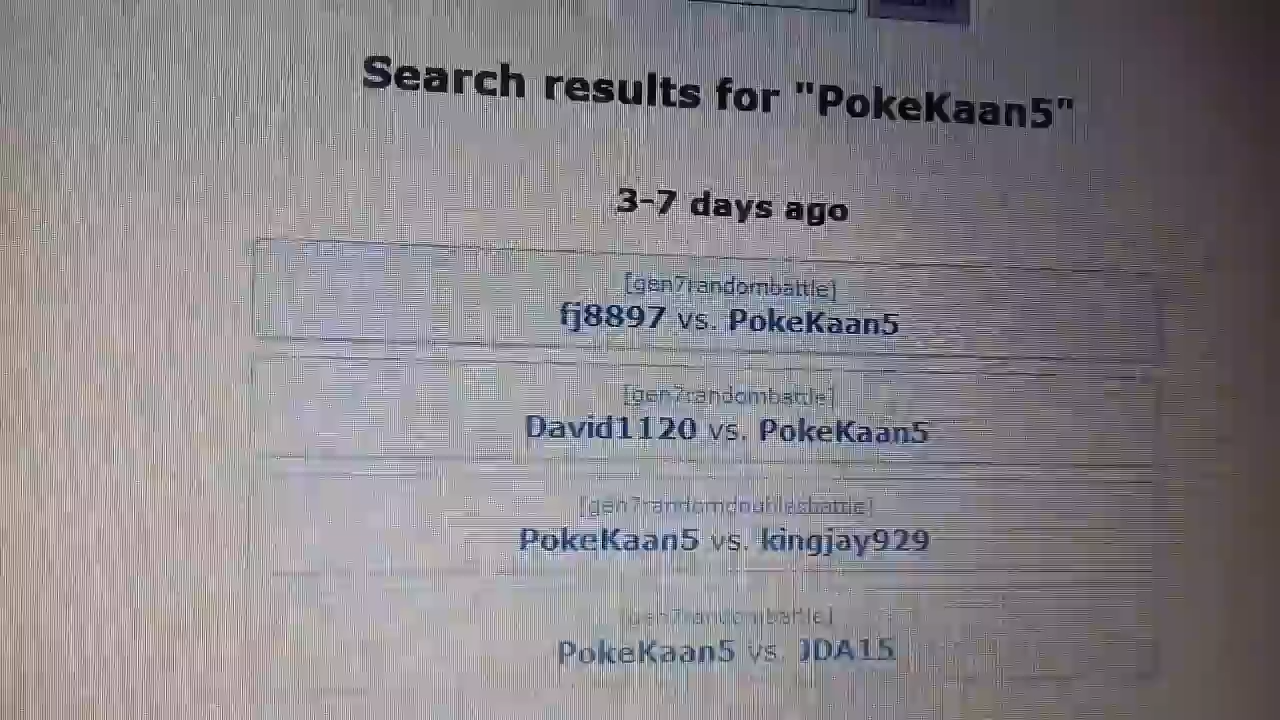 Search results for "PokeKaan5"
3-7 days ago
[gen7randombattle]
fj8897 vs. PokeKaan5
[gen7randombattle]
David1120 vs. PokeKaan5
[gen7randomdoublesbattle]
PokeKaan5 vs. kingjay929
[gen7randombattle]
PokeKaan5 vs. JDA15